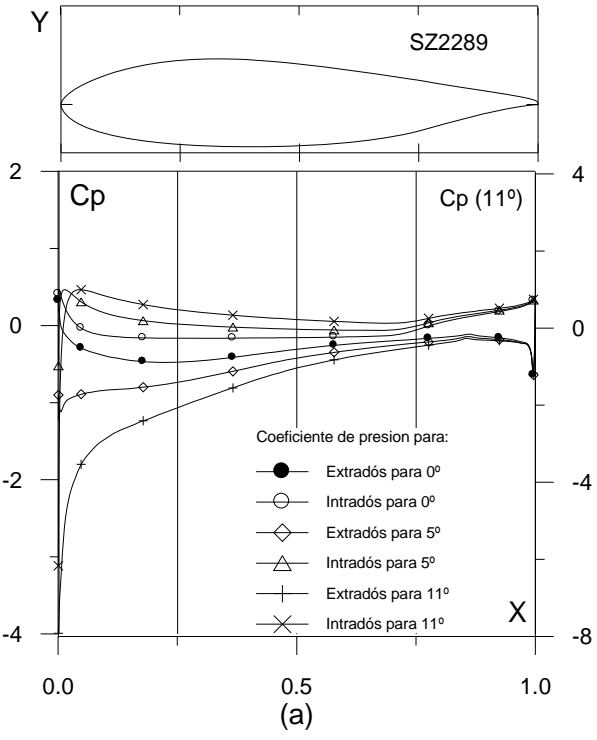 Y
SZ2289
2
Cp
Cp (11º)
4
0
0
Coeficiente de presion para:
Extradós para 0º
Intradós para 0º
Extradós para 5º
Intradós para 5º
Extradós para 11º
Intradós para 11º
-2
-4
X
-4
-8
0.0
0.5
1.0
(a)